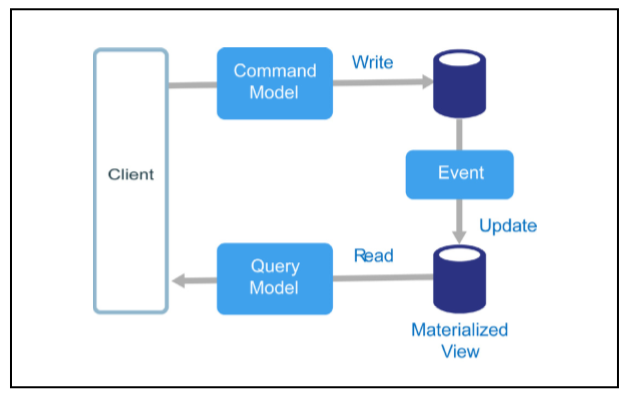 Command
Model
Write
Client
Event
Update
Query
Model
Read
Materialized
View